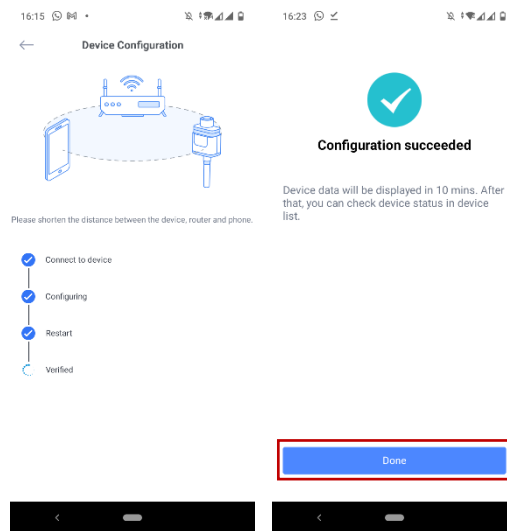 16:15
Device Configuration
Please shorten the distance between the device, router and phone.
Connect to device
Configuring
Restart
Verified
16:23
Configuration succeeded
Device data will be displayed in 10 mins. After
that, you can check device status in device
list.
Done